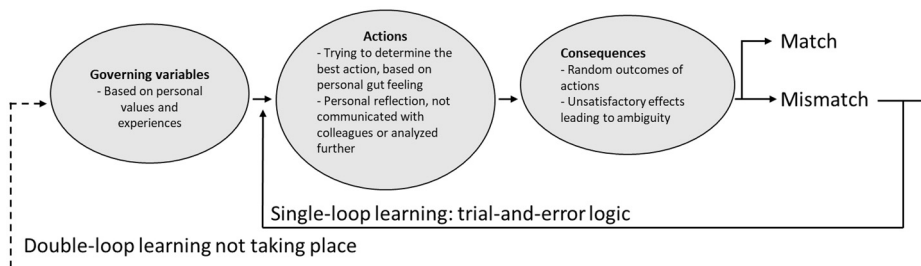 Governing variables
- Based on personal
values and
experiences
Actions
- Trying to determine the
best action, based on
personal gut feeling
- Personal reflection, not
communicated with
colleagues or analyzed
further
Consequences
- Random outcomes of
actions
- Unsatisfactory effects
leading to ambiguity
Match
Mismatch
Single-loop learning: trial-and-error logic
Double-loop learning not taking place